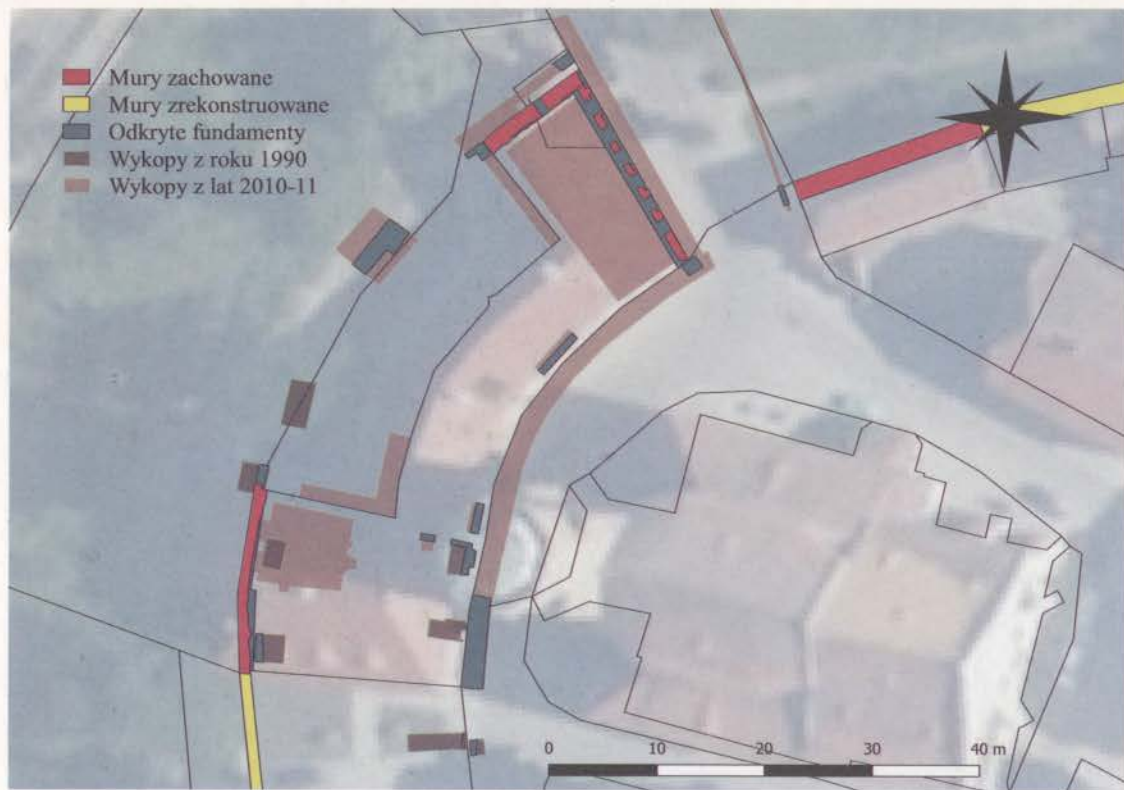 Mury zachowane
Mury zrekonstruowane
Odkryte fundamenty
Wykopy z roku 1990
Wykopy z lat 2010-11
0 10 20 30 40 m